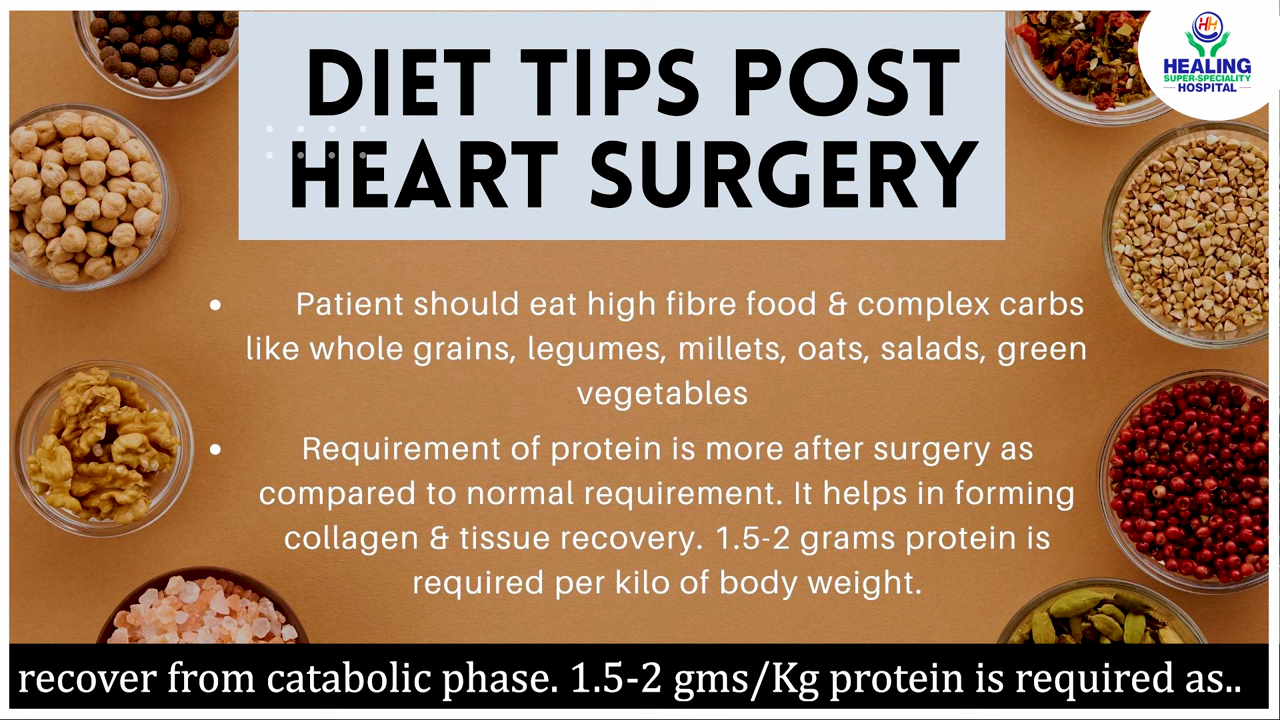 DIET TIPS POST
HEART SURGERY
HEALING
SUPER-SPECIALITY
HOSPITAL
• Patient should eat high fibre food & complex carbs
like whole grains, legumes, millets, oats, salads, green
vegetables
• Requirement of protein is more after surgery as
compared to normal requirement. It helps in forming
collagen & tissue recovery. 1.5-2 grams protein is
required per kilo of body weight.
recover from catabolic phase. 1.5-2 gms/Kg protein is required as..